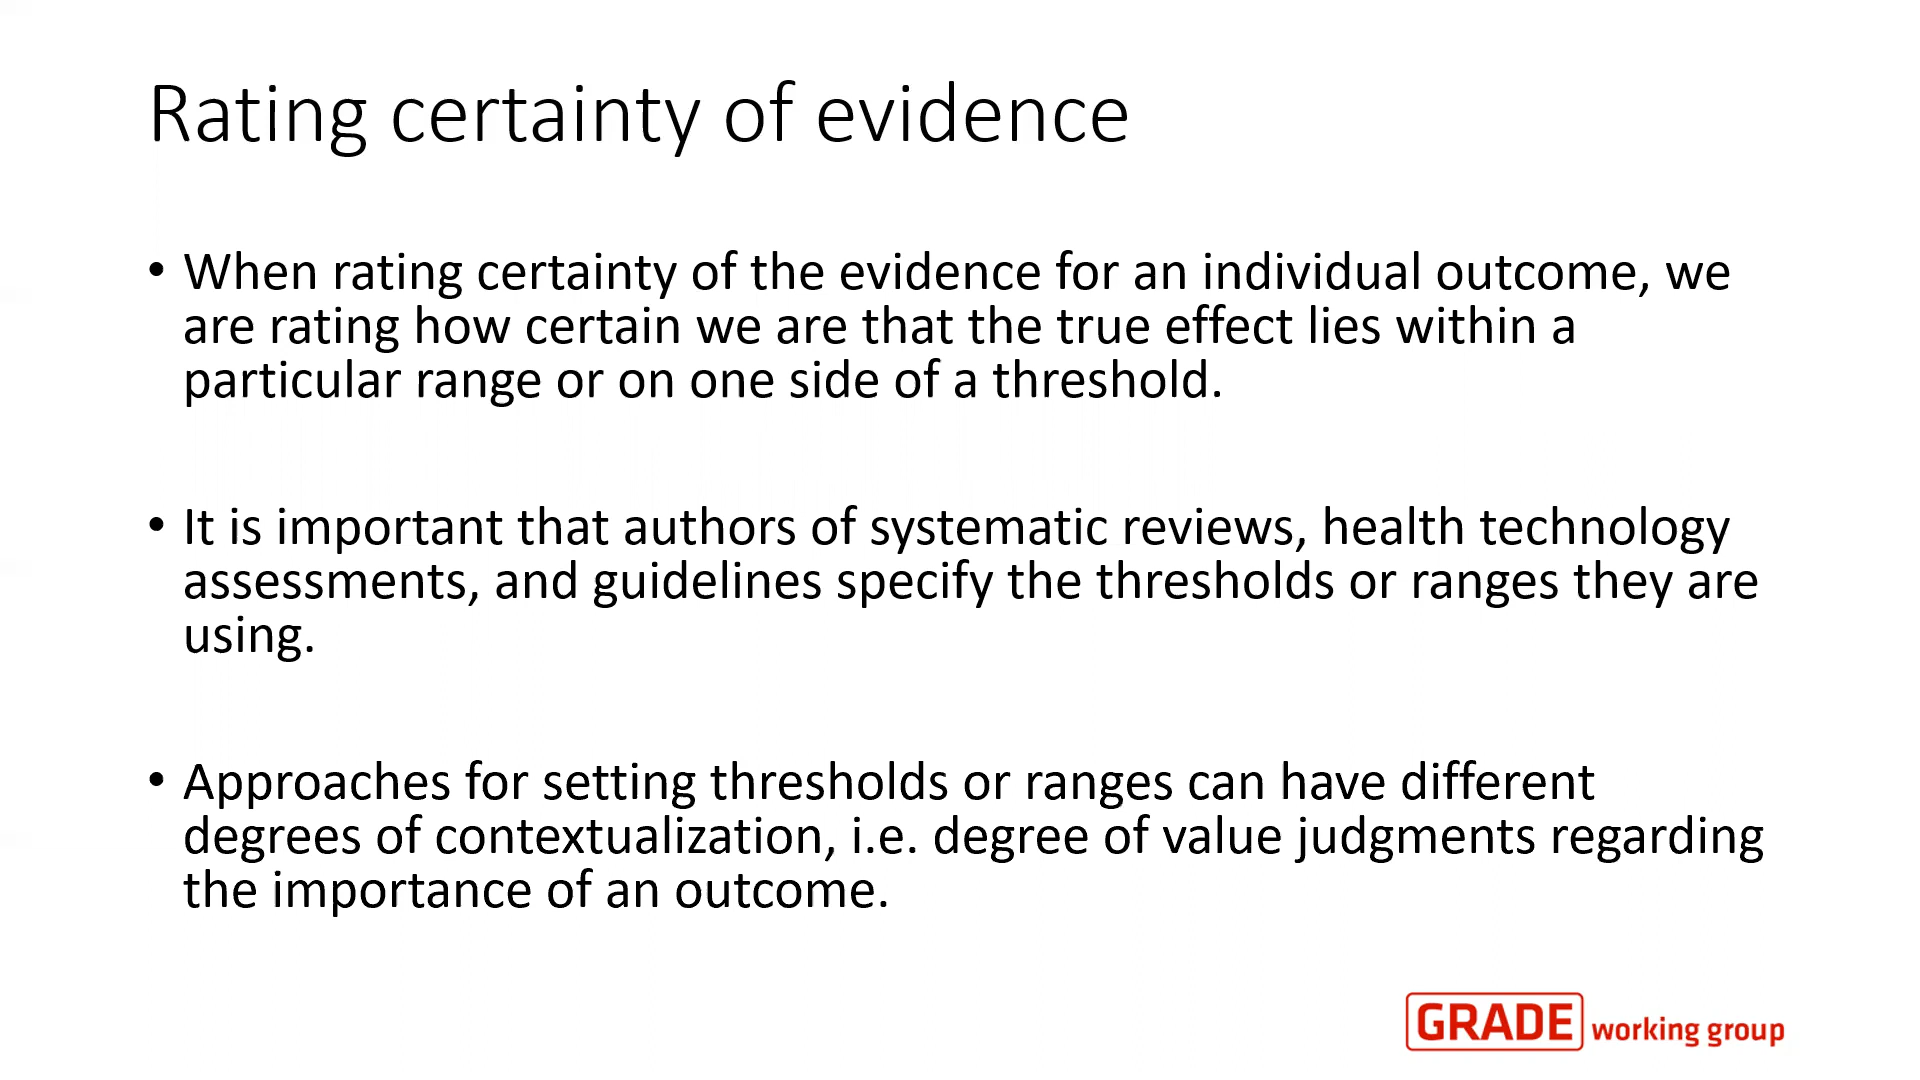 Rating certainty of evidence
• When rating certainty of the evidence for an individual outcome, we
are rating how certain we are that the true effect lies within a
particular range or on one side of a threshold.
• It is important that authors of systematic reviews, health technology
assessments, and guidelines specify the thresholds or ranges they are
using.
• Approaches for setting thresholds or ranges can have different
degrees of contextualization, i.e. degree of value judgments regarding
the importance of an outcome.
GRADE working group